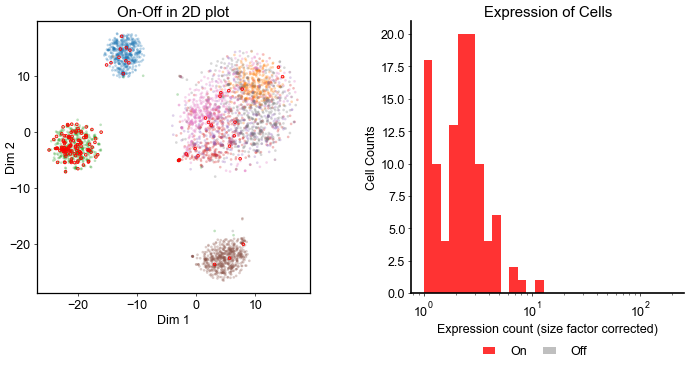 On-Off in 2D plot
10
0
−10
−20
Dim 2
−20
−10
0
10
Dim 1
Expression of Cells
20.0
17.5
15.0
12.5
10.0
7.5
5.0
2.5
0.0
Cell Counts
10⁰
10¹
10²
Expression count (size factor corrected)
On
Off